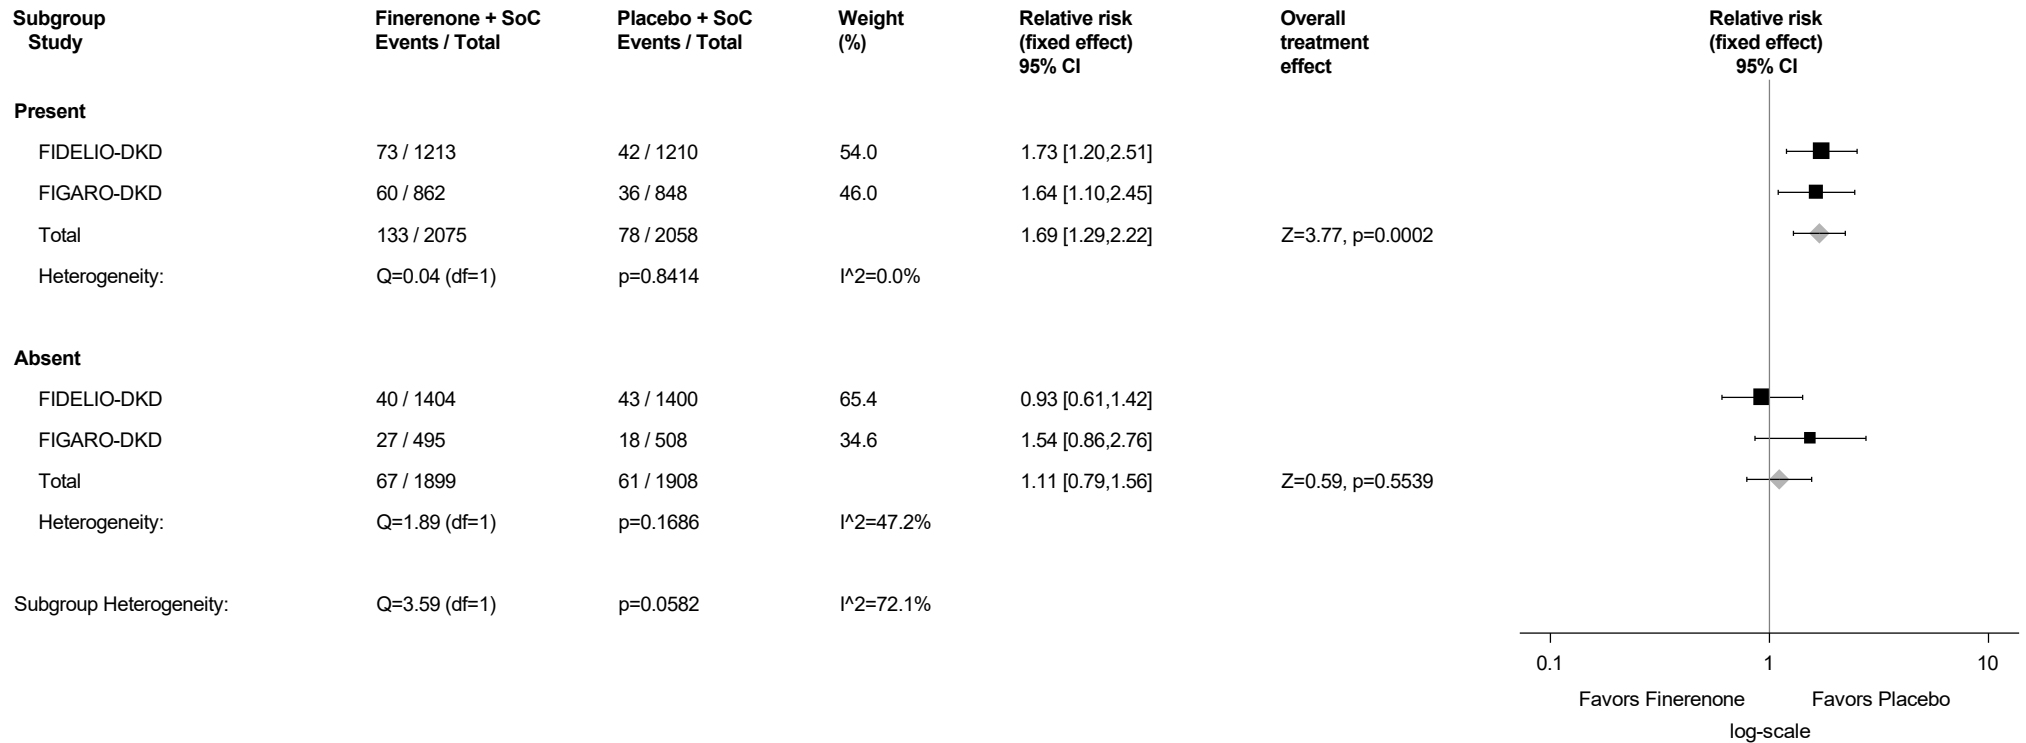 Subgroup Finerenone + SoC Placebo + SoC Weight Relative risk Overall Relative risk
Study Events / Total Events / Total (%) (fixed effect) treatment (fixed effect)
95% CI effect 95% CI
Present
FIDELIO-DKD 73 / 1213 42 / 1210 54.0 1.73 [1.20,2.51]
FIGARO-DKD 60 / 862 36 / 848 46.0 1.64 [1.10,2.45]
Total 133 / 2075 78 / 2058 1.69 [1.29,2.22] Z=3.77, p=0.0002
Heterogeneity: Q=0.04 (df=1) p=0.8414 I^2=0.0%
Absent
FIDELIO-DKD 40 / 1404 43 / 1400 65.4 0.93 [0.61,1.42]
FIGARO-DKD 27 / 495 18 / 508 34.6 1.54 [0.86,2.76]
Total 67 / 1899 61 / 1908 1.11 [0.79,1.56] Z=0.59, p=0.5539
Heterogeneity: Q=1.89 (df=1) p=0.1686 I^2=47.2%
Subgroup Heterogeneity: Q=3.59 (df=1) p=0.0582 I^2=72.1%
0.1 1 10
Favors Finerenone Favors Placebo
log-scale